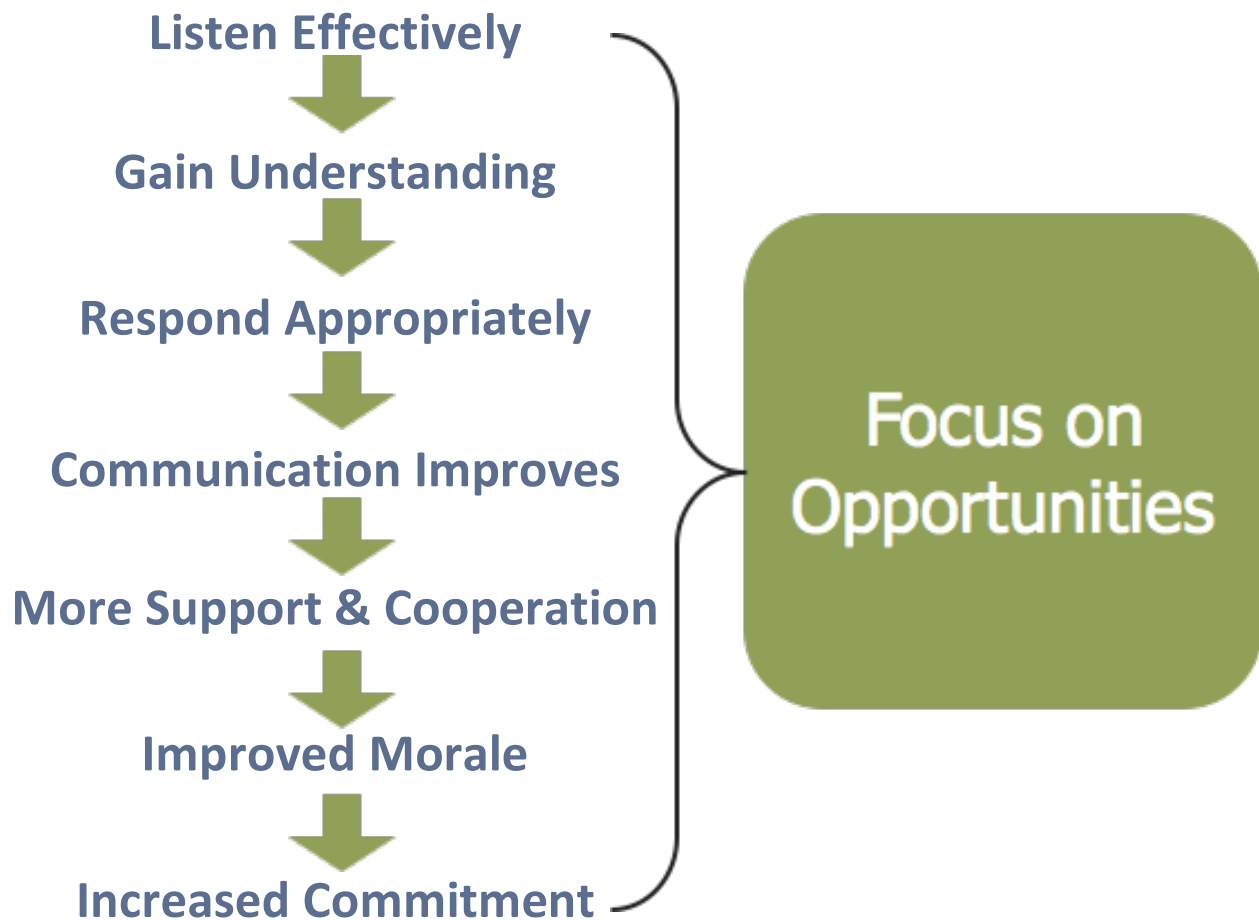 Listen Effectively
Gain Understanding
Respond Appropriately
Communication Improves
More Support & Cooperation
Improved Morale
Increased Commitment
Focus on
Opportunities